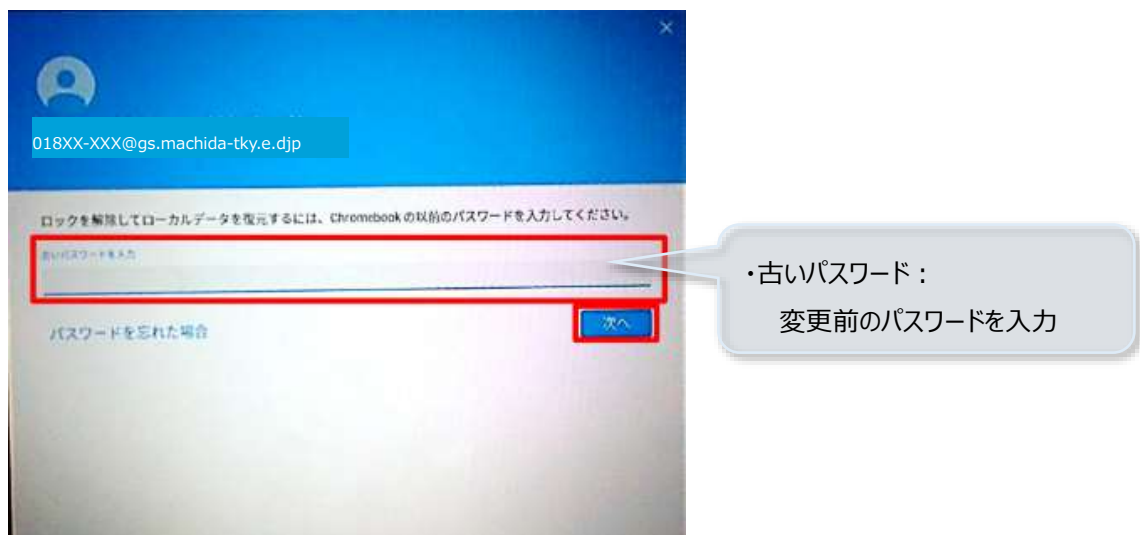 018XX-XXX@gs.machida-tky.e.djp
ロックを解除してローカルデータを復元するには、Chromebook の以前のパスワードを入力してください。
古いパスワードを入力
次へ
パスワードを忘れた場合
・古いパスワード：
変更前のパスワードを入力